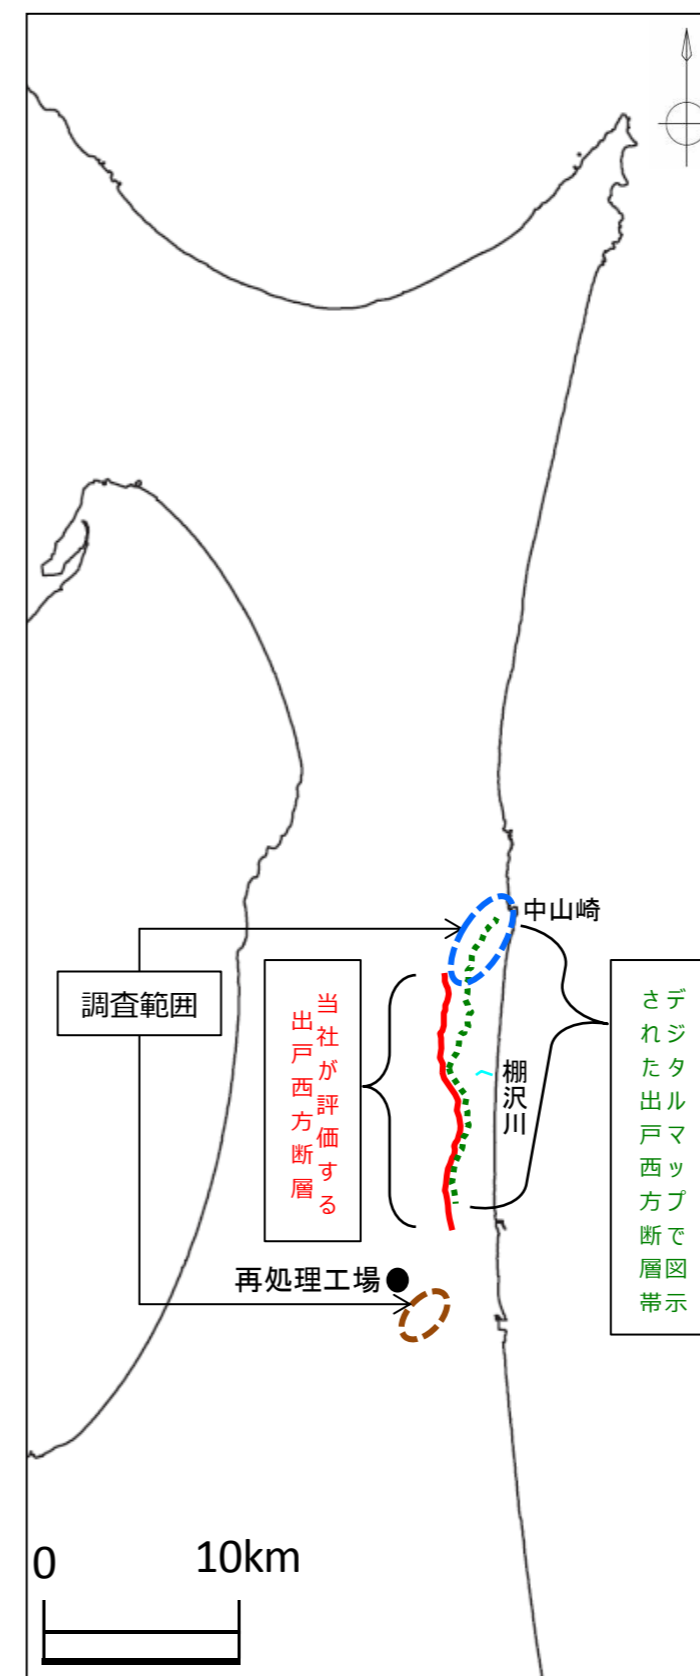 中山崎
調査範囲
当社が評価する
出戸西方断層
棚沢川
デジタルマップで図示
された出戸西方断層帯
再処理工場
0 10km